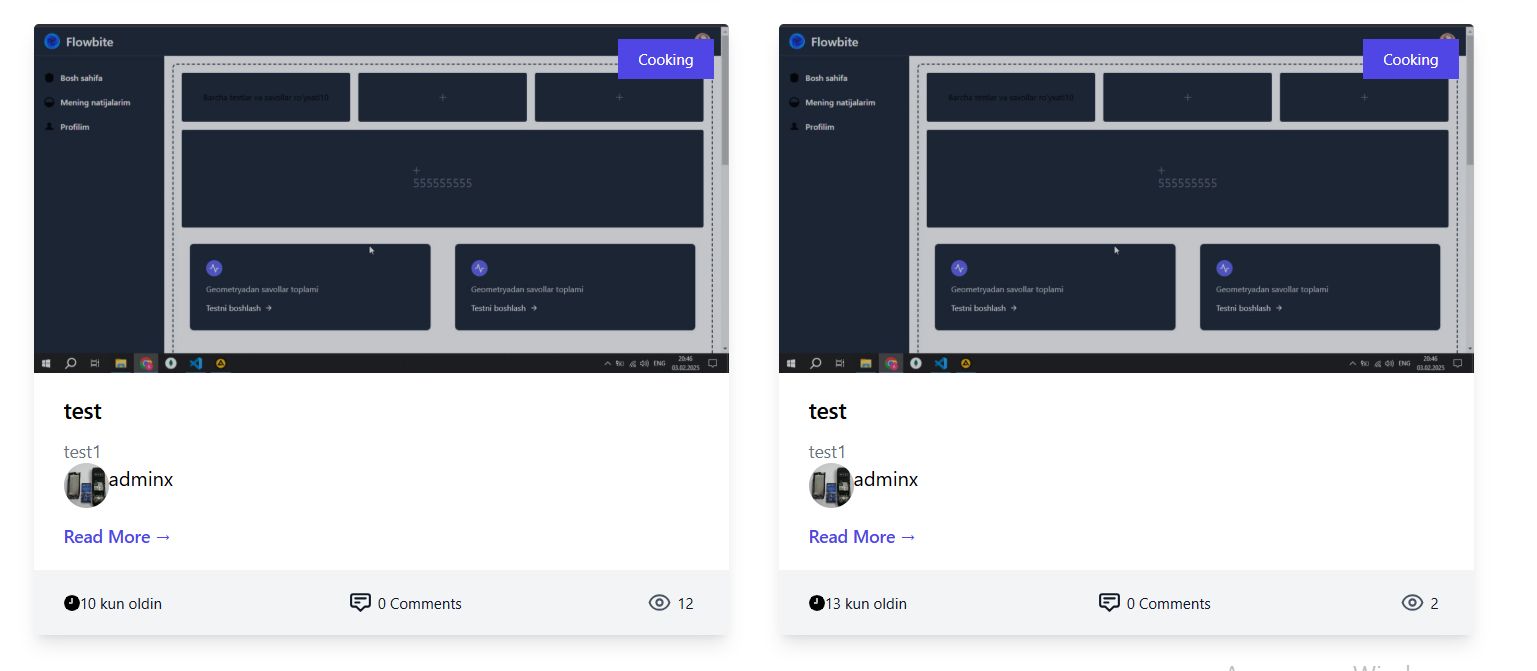 Flowbite
Cooking
Bosh sahifa
Mening natijalarim
Profilim
Barcha testlar va savollar ro'yxati10
+
+
+
555555555
Geometryadan savollar toplami
Testni boshlash →
Geometryadan savollar toplami
Testni boshlash →
ENG
20:46
03.02.2025
test
test1
adminx
Read More →
10 kun oldin
0 Comments
12
Flowbite
Cooking
Bosh sahifa
Mening natijalarim
Profilim
Barcha testlar va savollar ro'yxati10
+
+
+
555555555
Geometryadan savollar toplami
Testni boshlash →
Geometryadan savollar toplami
Testni boshlash →
ENG
20:46
03.02.2025
test
test1
adminx
Read More →
13 kun oldin
0 Comments
2